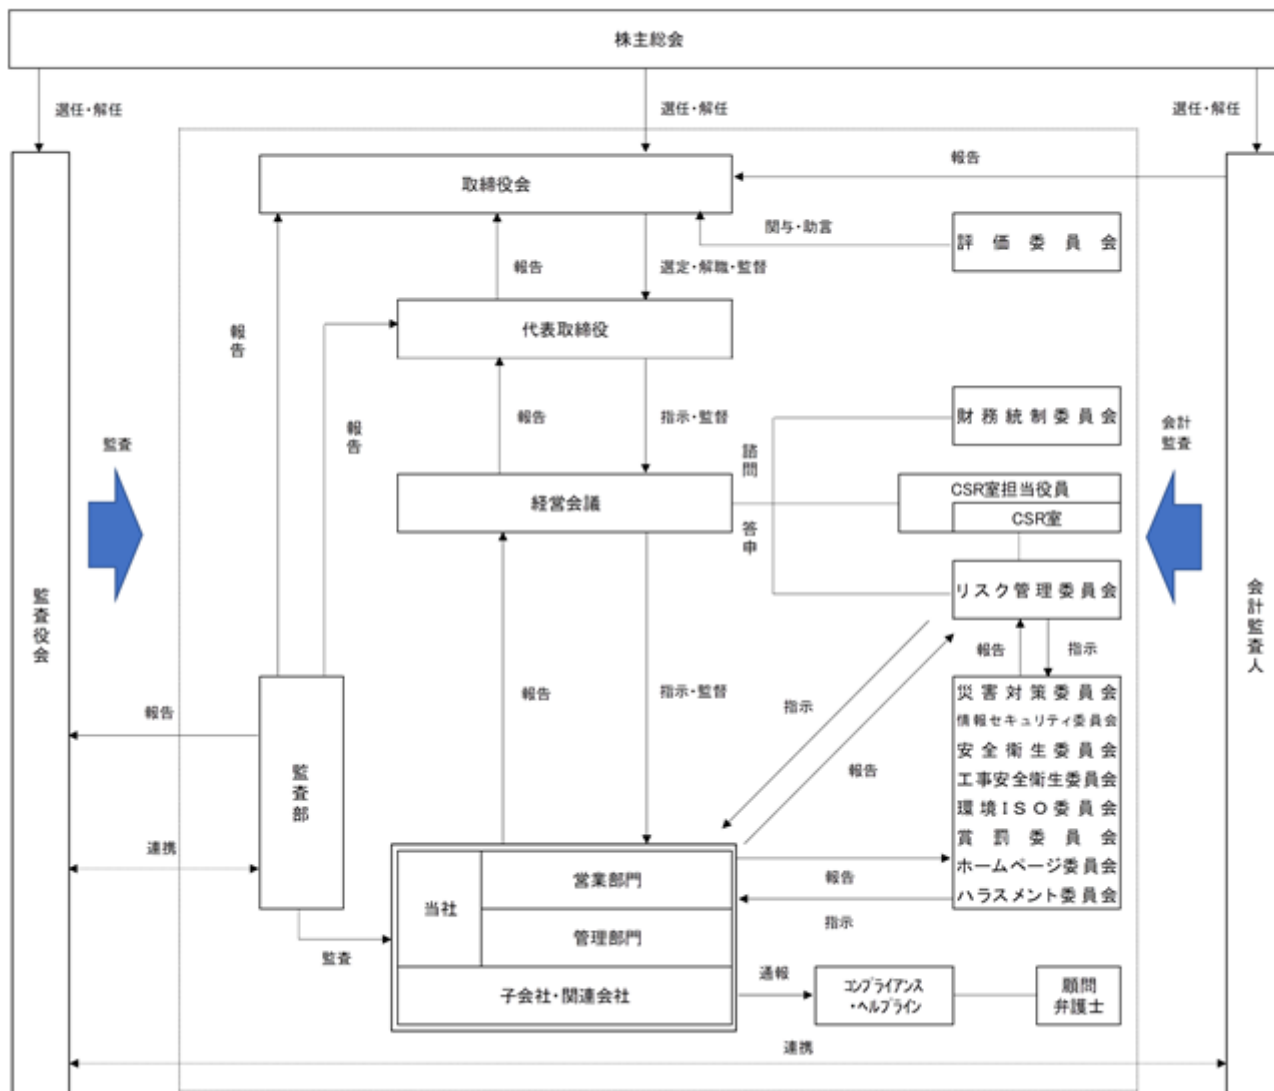 株主総会
選任・解任
選任・解任
選任・解任
取締役会
報告
関与・助言
評価委員会
報告
選定・解職・監督
代表取締役
報告
報告
報告
指示・監督
財務統制委員会
監査
会計
監査
諮問
答申
経営会議
CSR室担当役員
CSR室
リスク管理委員会
監査役会
会計監査人
報告
指示
報告
指示・監督
指示
報告
災害対策委員会
情報セキュリティ委員会
安全衛生委員会
工事安全衛生委員会
環境ISO委員会
賞罰委員会
ホームページ委員会
ハラスメント委員会
報告
監査部
連携
監査
当社
営業部門
管理部門
子会社・関連会社
報告
指示
通報
コンプライアンス
・ヘルプライン
顧問
弁護士
連携